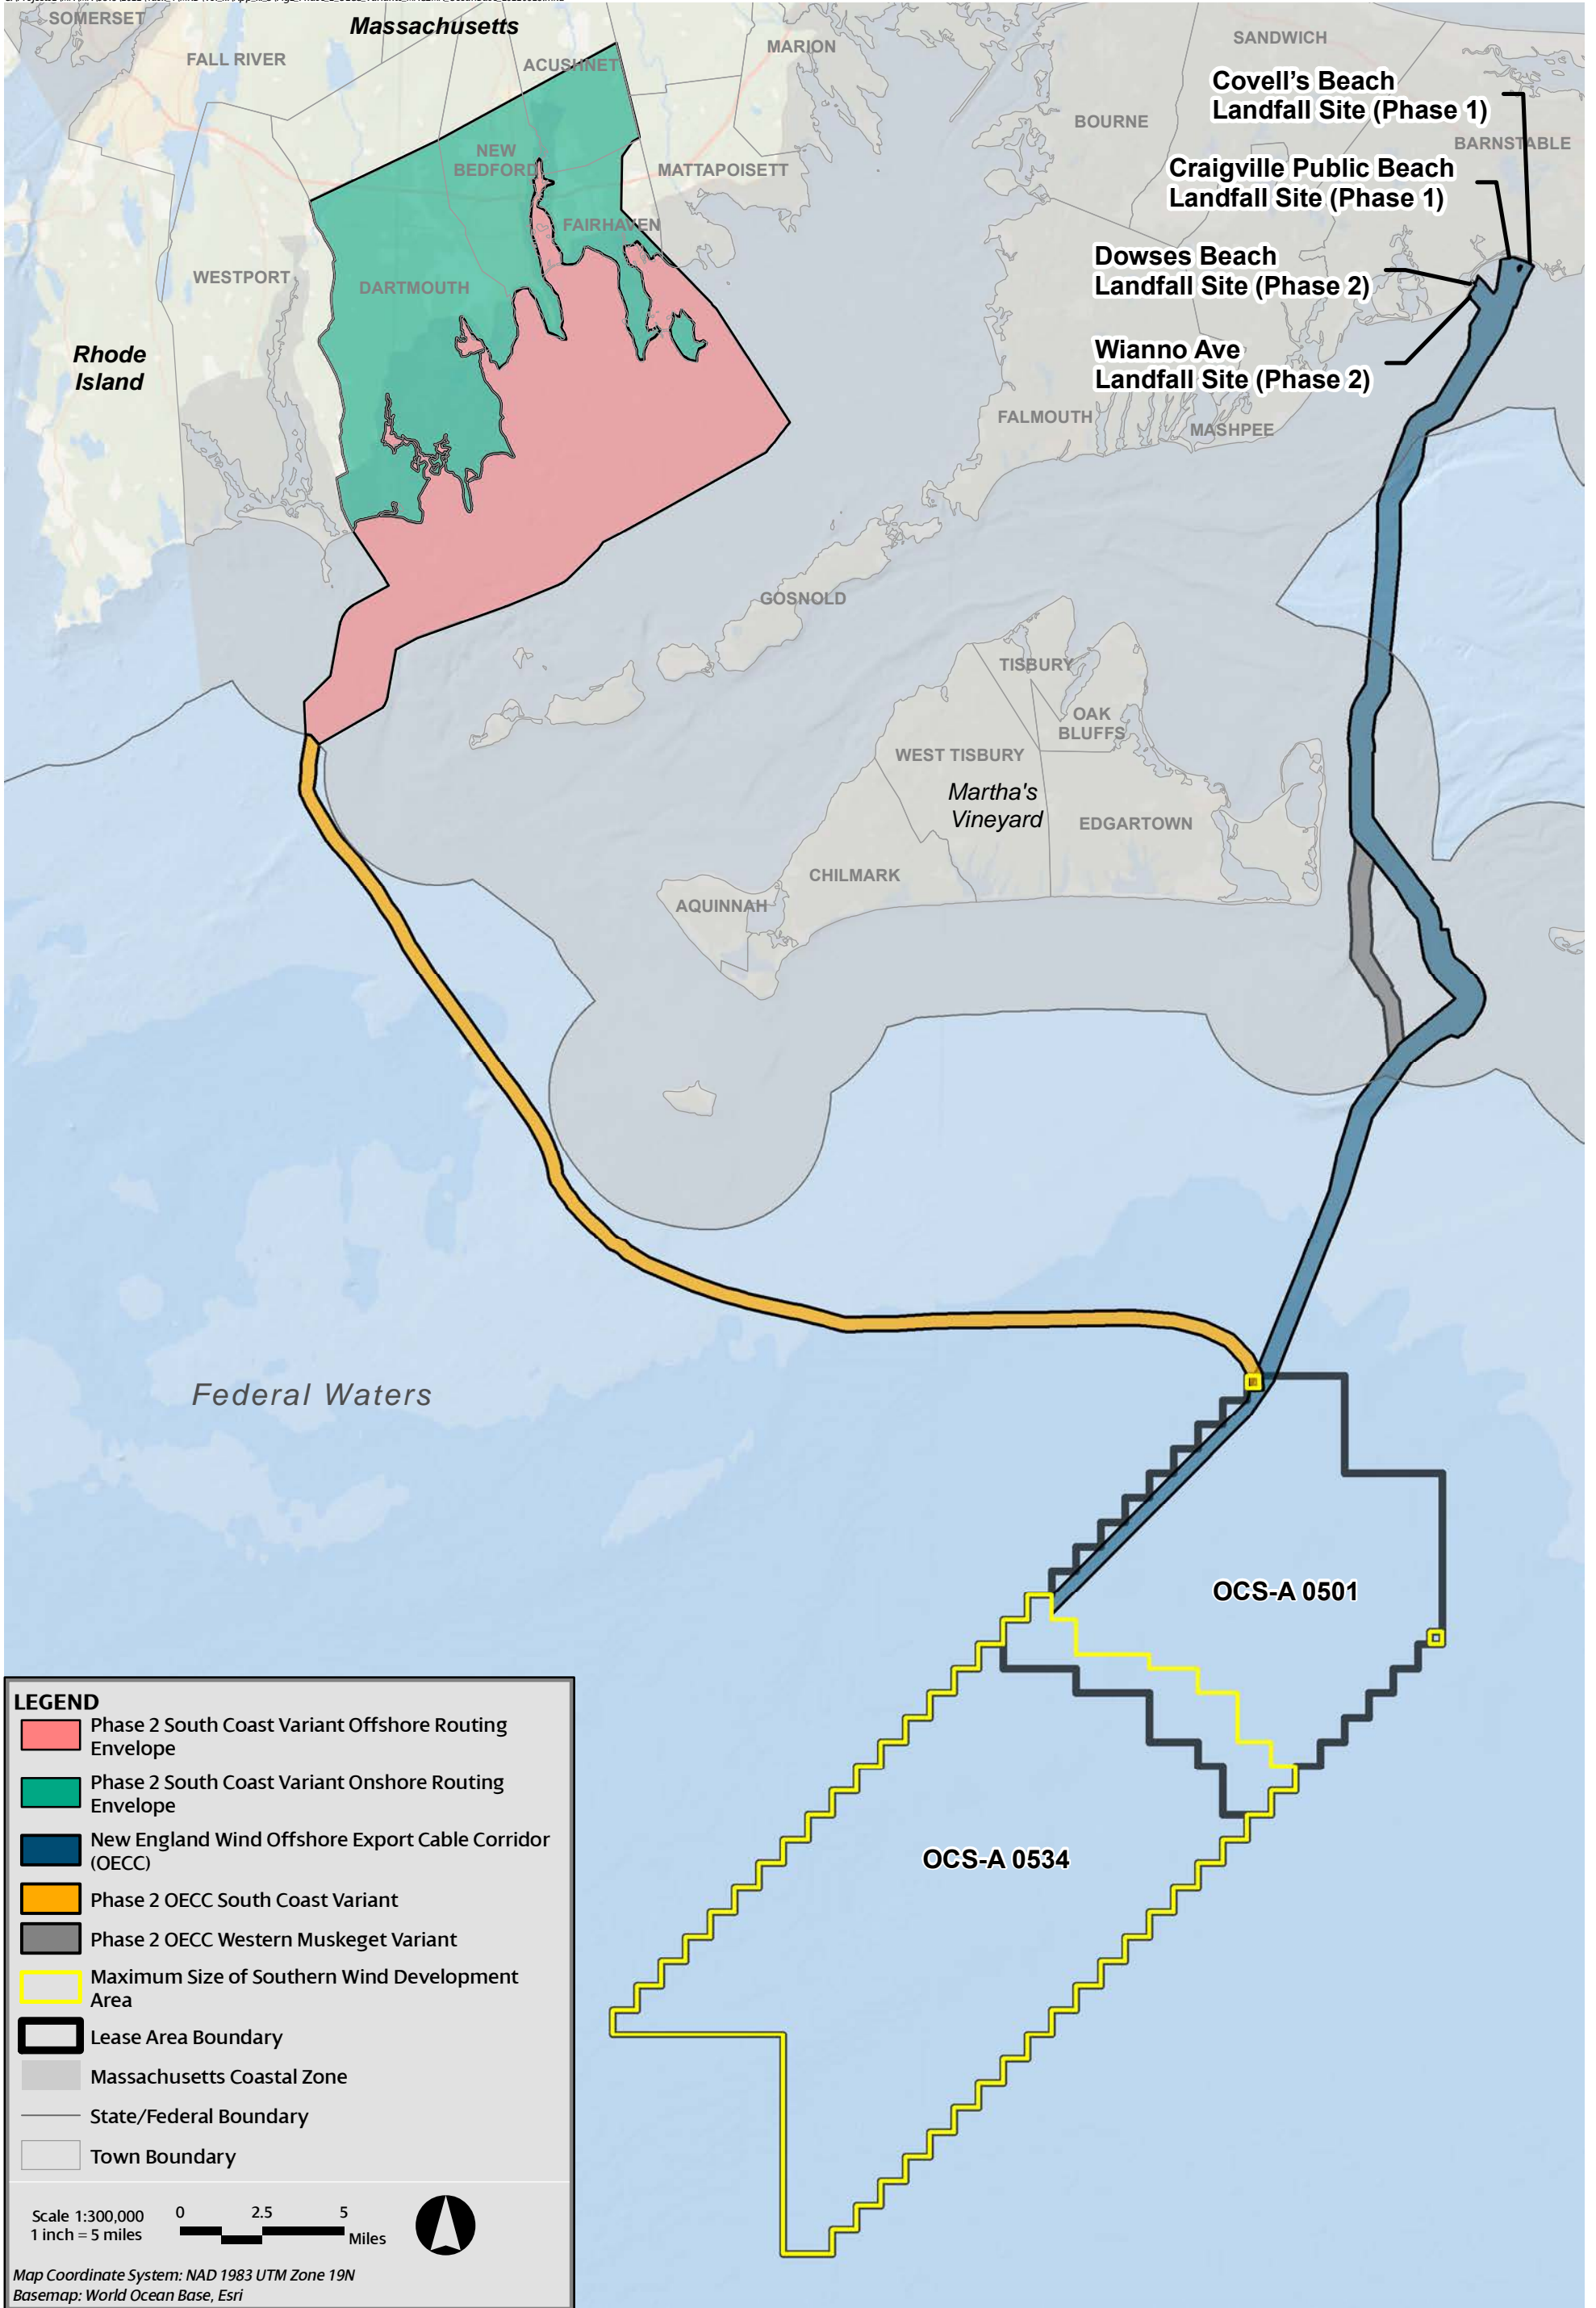 Massachusetts
SOMERSET
FALL RIVER
ACUSHNET
MARION
SANDWICH
Covell's Beach
Landfall Site (Phase 1)
BOURNE
BARNSTABLE
NEW
BEDFORD
MATTAPOISETT
Craigville Public Beach
Landfall Site (Phase 1)
FAIRHAVEN
WESTPORT
DARTMOUTH
Dowses Beach
Landfall Site (Phase 2)
Rhode
Island
Wianno Ave
Landfall Site (Phase 2)
FALMOUTH
MASHPEE
GOSNOLD
TISBURY
OAK
BLUFFS
WEST TISBURY
Martha's
Vineyard
EDGARTOWN
CHILMARK
AQUINNAH
Federal Waters
OCS-A 0501
OCS-A 0534
LEGEND
Phase 2 South Coast Variant Offshore Routing
Envelope
Phase 2 South Coast Variant Onshore Routing
Envelope
New England Wind Offshore Export Cable Corridor
(OECC)
Phase 2 OECC South Coast Variant
Phase 2 OECC Western Muskeget Variant
Maximum Size of Southern Wind Development
Area
Lease Area Boundary
Massachusetts Coastal Zone
State/Federal Boundary
Town Boundary
Scale 1:300,000
1 inch = 5 miles
0 2.5 5
Miles
Map Coordinate System: NAD 1983 UTM Zone 19N
Basemap: World Ocean Base, Esri